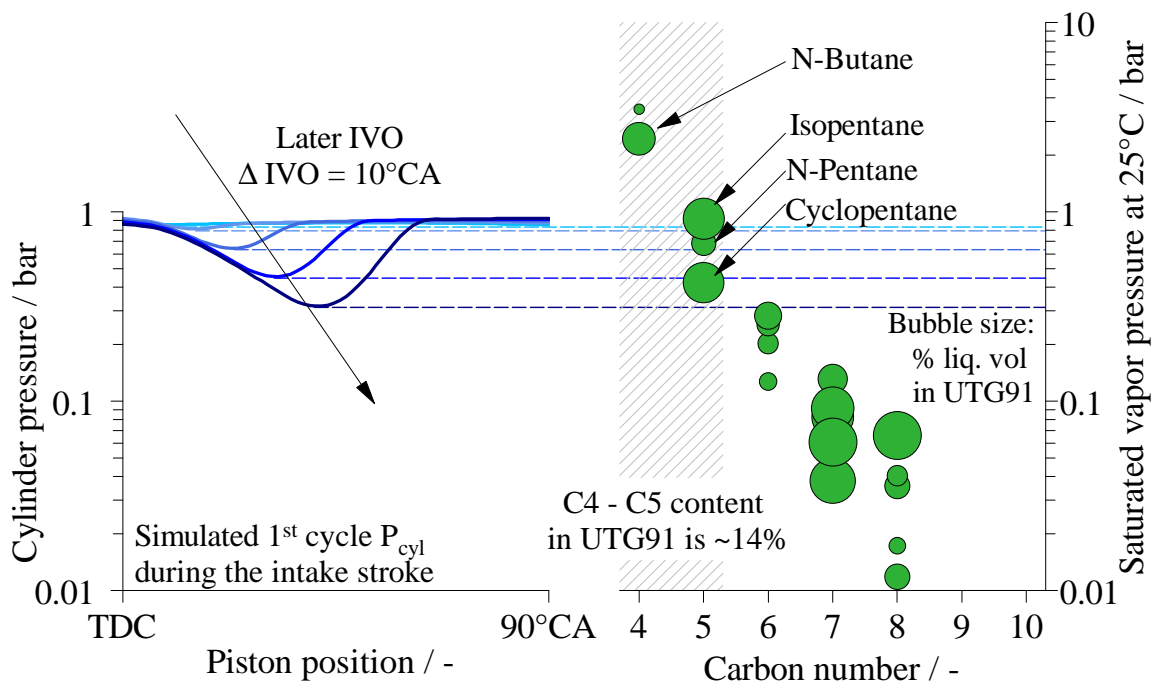 Cylinder pressure / bar
1
0.1
0.01
Later IVO
Δ IVO = 10°CA
Simulated 1st cycle Pcyl
during the intake stroke
TDC
90°CA
Piston position / -
N-Butane
Isopentane
N-Pentane
Cyclopentane
Bubble size:
% liq. vol
in UTG91
C4 - C5 content
in UTG91 is ~14%
4
5
6
7
8
9
10
Carbon number / -
10
1
0.1
0.01
Saturated vapor pressure at 25°C / bar